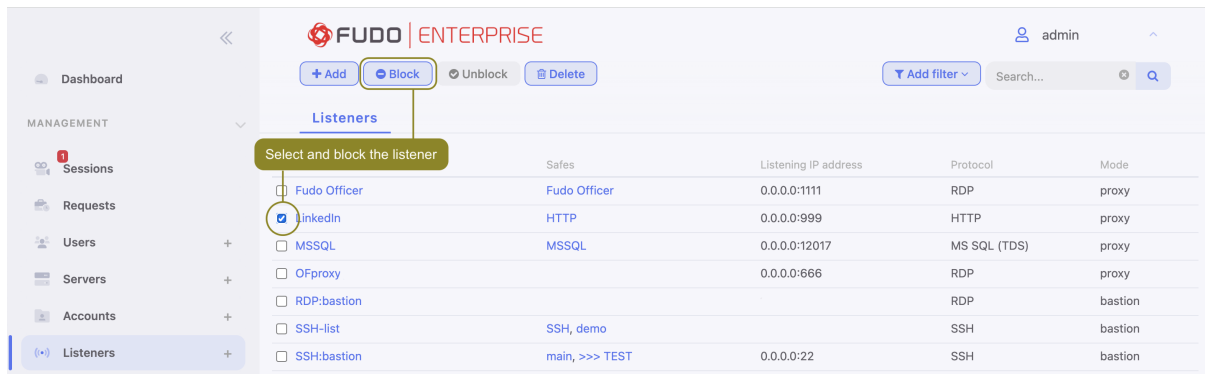 FUDO ENTERPRISE
admin
+ Add Block Unblock Delete Add filter Search...
Dashboard
MANAGEMENT
Listeners
Select and block the listener
1
Sessions
Requests
Users +
Servers +
Accounts +
Listeners +
Safes Listening IP address Protocol Mode
Fudo Officer Fudo Officer 0.0.0.0:1111 RDP proxy
LinkedIn HTTP 0.0.0.0:999 HTTP proxy
MSSQL MSSQL 0.0.0.0:12017 MS SQL (TDS) proxy
OFproxy 0.0.0.0:666 RDP proxy
RDP:bastion RDP bastion
SSH-list SSH, demo SSH bastion
SSH:bastion main, >>> TEST 0.0.0.0:22 SSH bastion